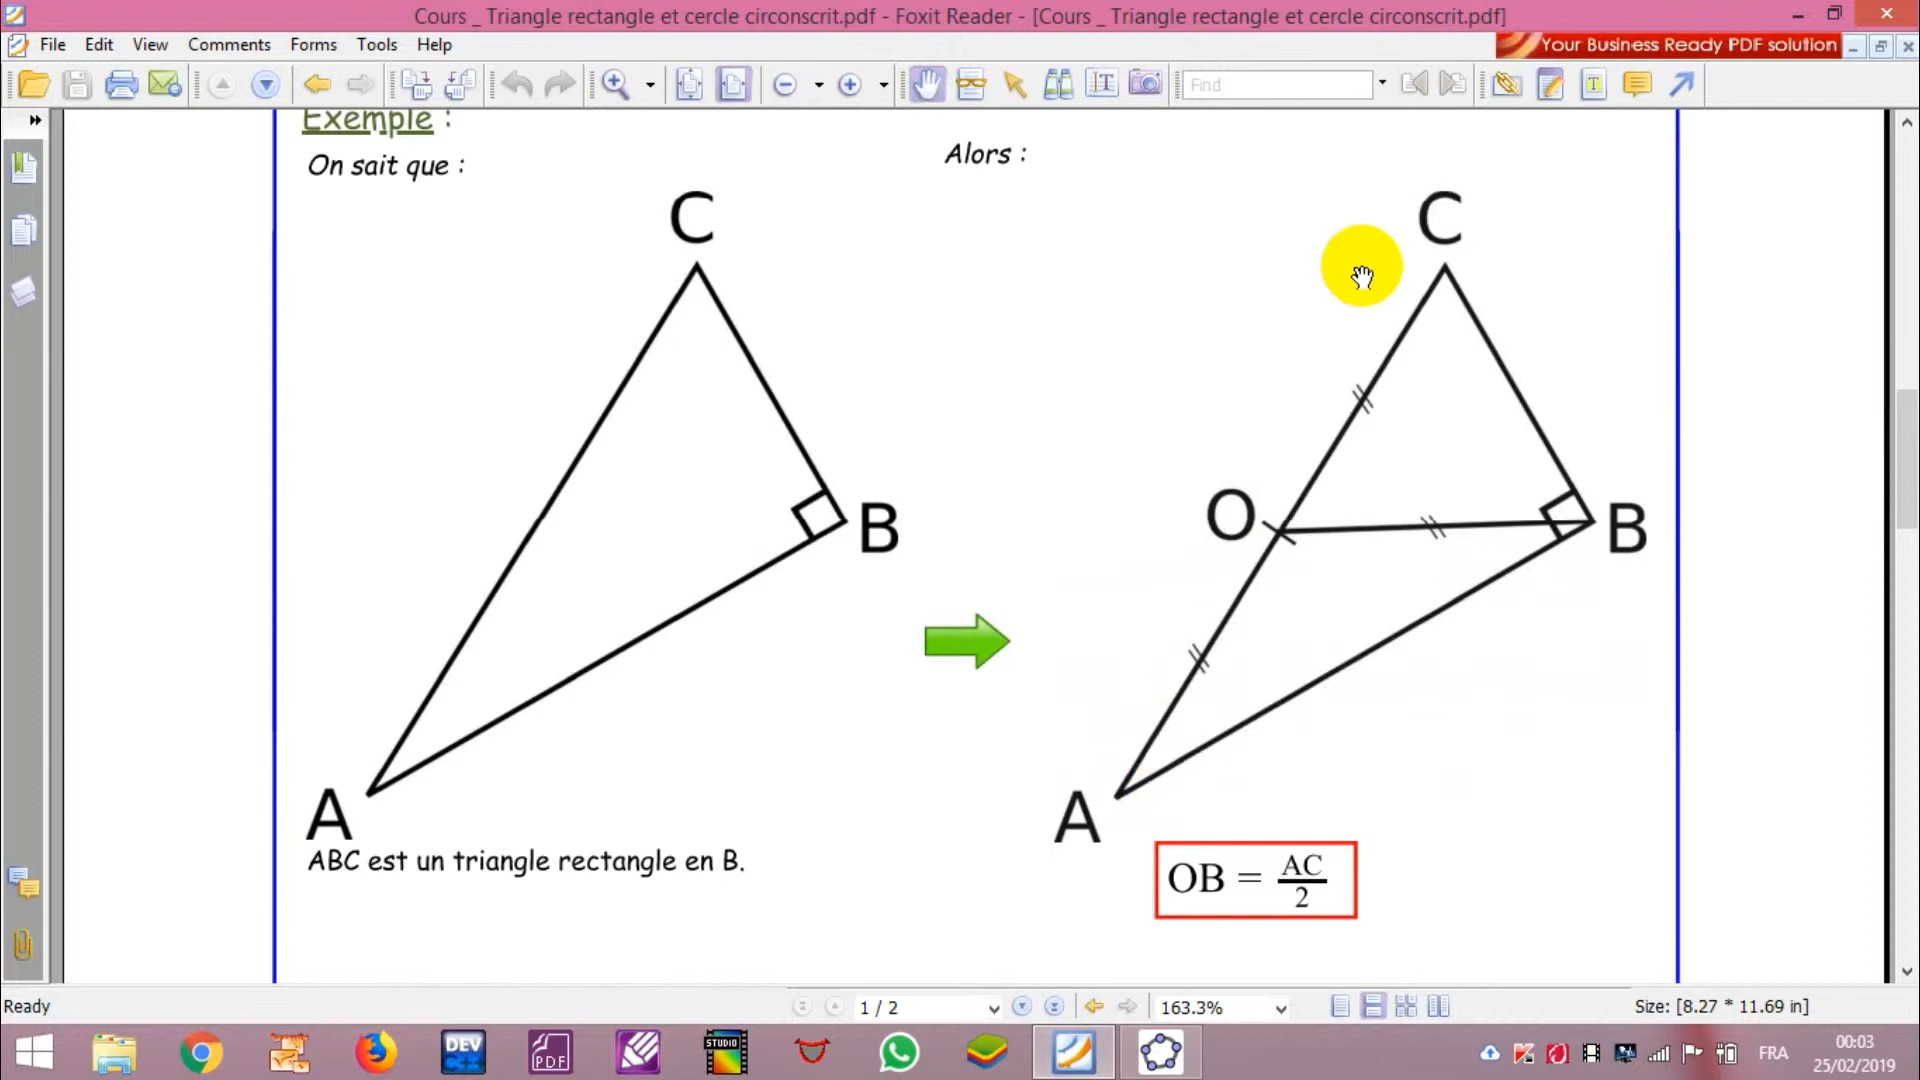 Cours _ Triangle rectangle et cercle circonscrit.pdf - Foxit Reader - [Cours _ Triangle rectangle et cercle circonscrit.pdf]
File Edit View Comments Forms Tools Help
Your Business Ready PDF solution
Find
Exemple :
On sait que :
Alors :
C
C
B
O
B
A
A
ABC est un triangle rectangle en B.
OB = AC/2
Ready
1 / 2
163.3%
Size: [8.27 * 11.69 in]
DEV C++
PDF
STUDIO
FRA
00:03
25/02/2019